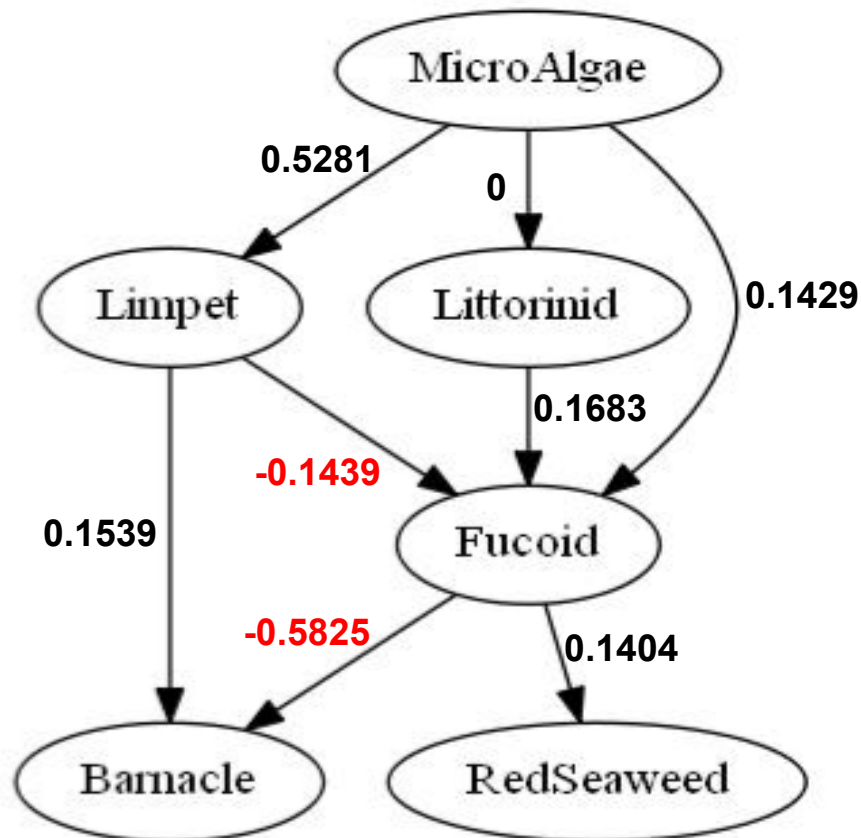 MicroAlgae
0.5281
0
0.1429
Limpet
Littorinid
0.1683
-0.1439
0.1539
Fucoid
-0.5825
0.1404
Barnacle
RedSeaweed